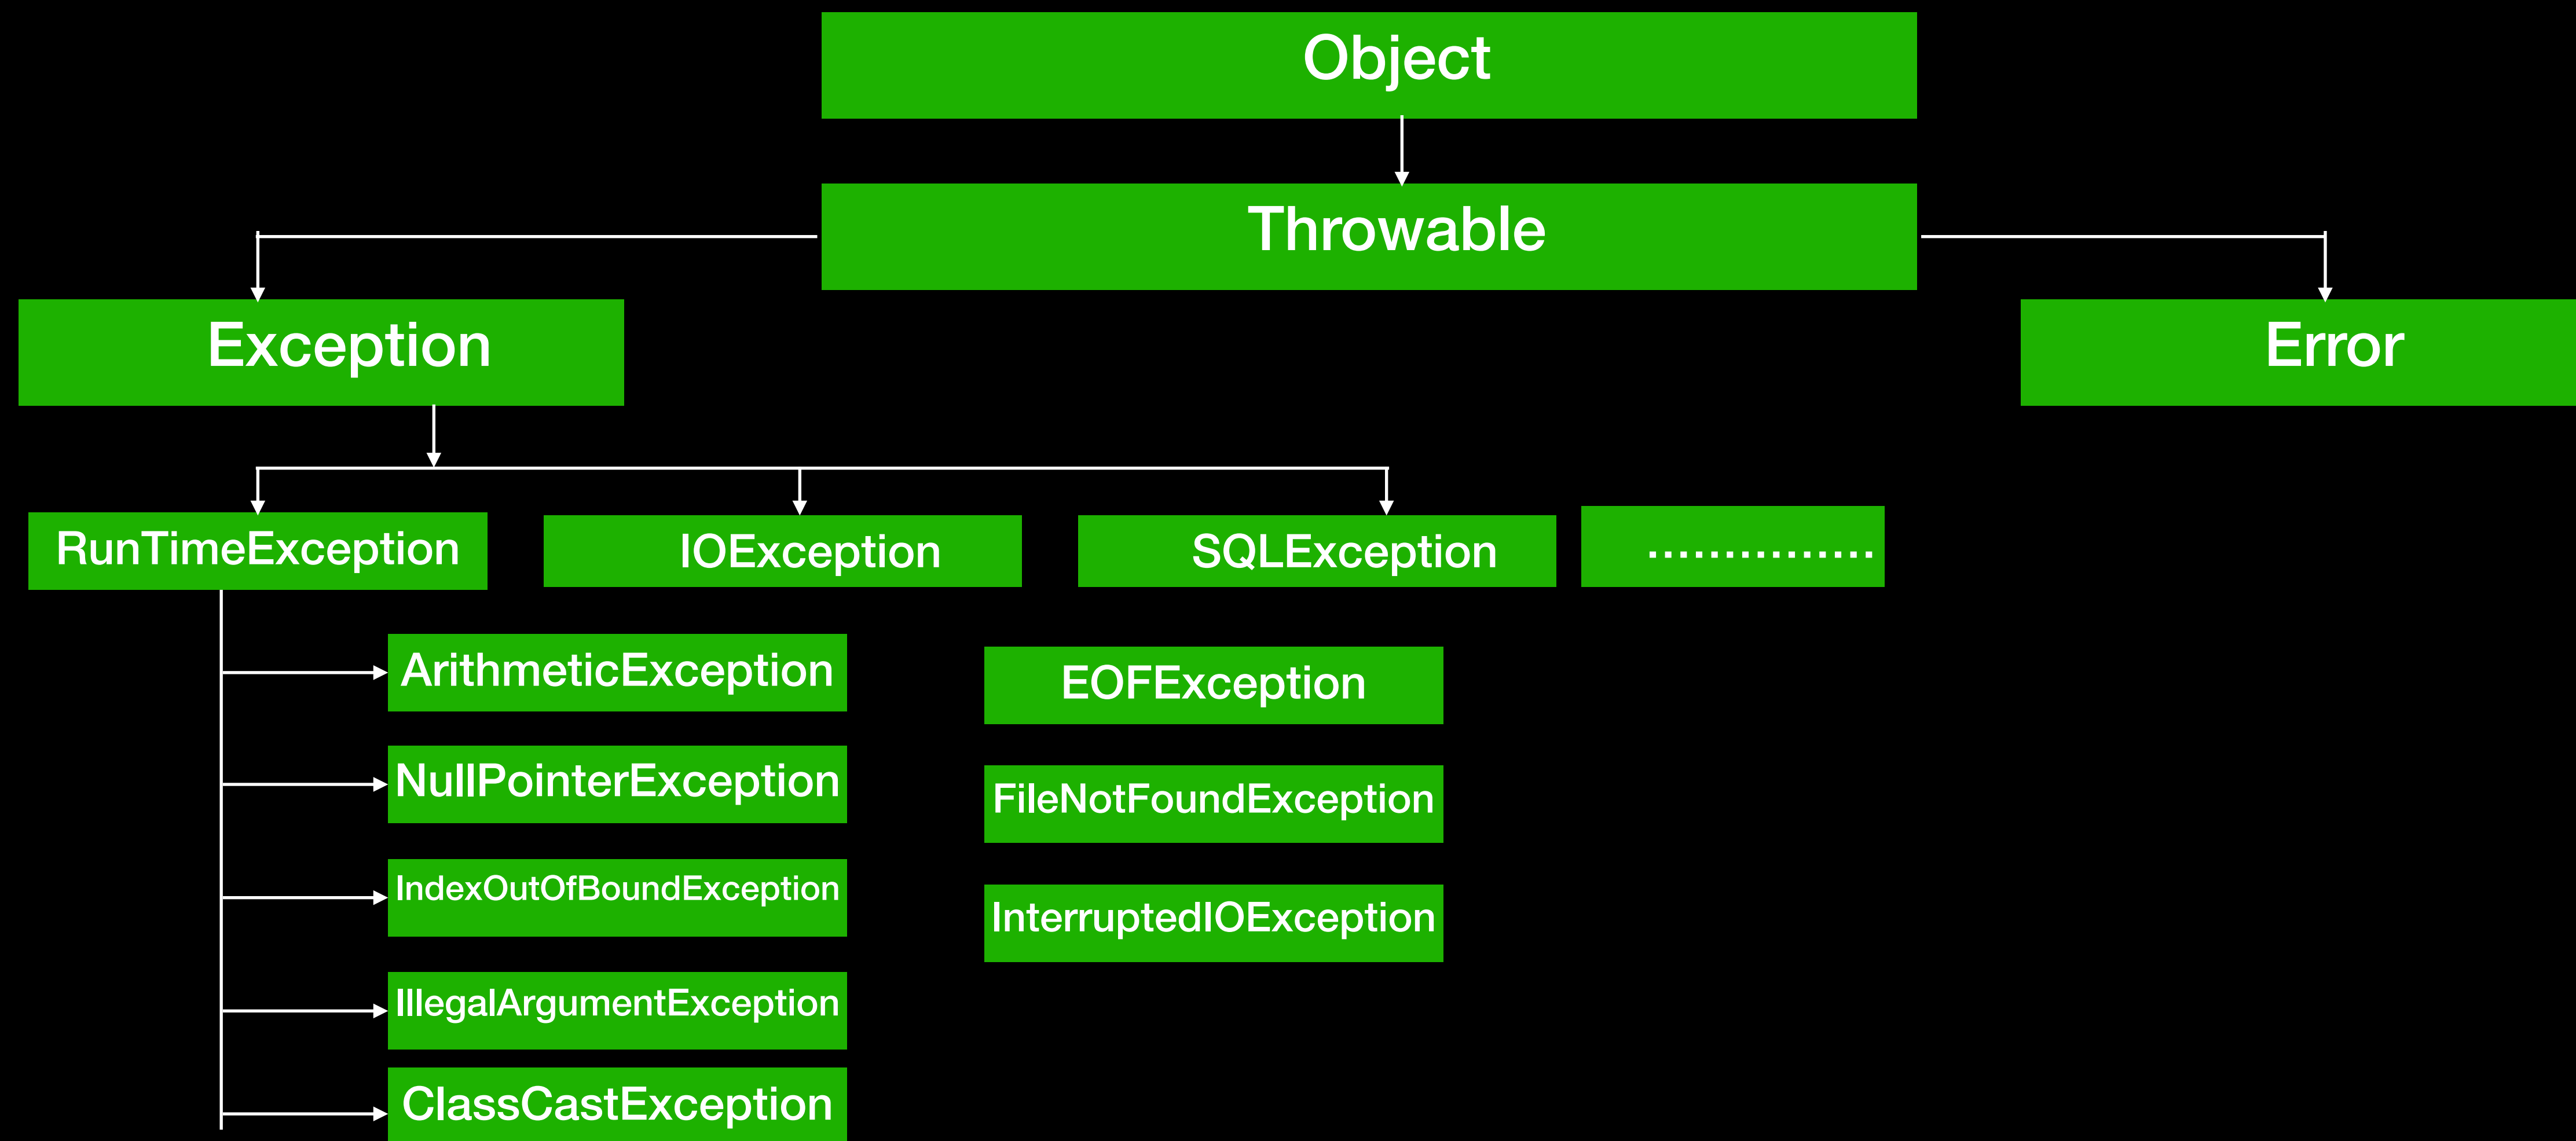 Object
Throwable
Exception
Error
RunTimeException
IOException
SQLException
...............
ArithmeticException
EOFException
NullPointerException
FileNotFoundException
IndexOutOfBoundException
InterruptedIOException
IllegalArgumentException
ClassCastException